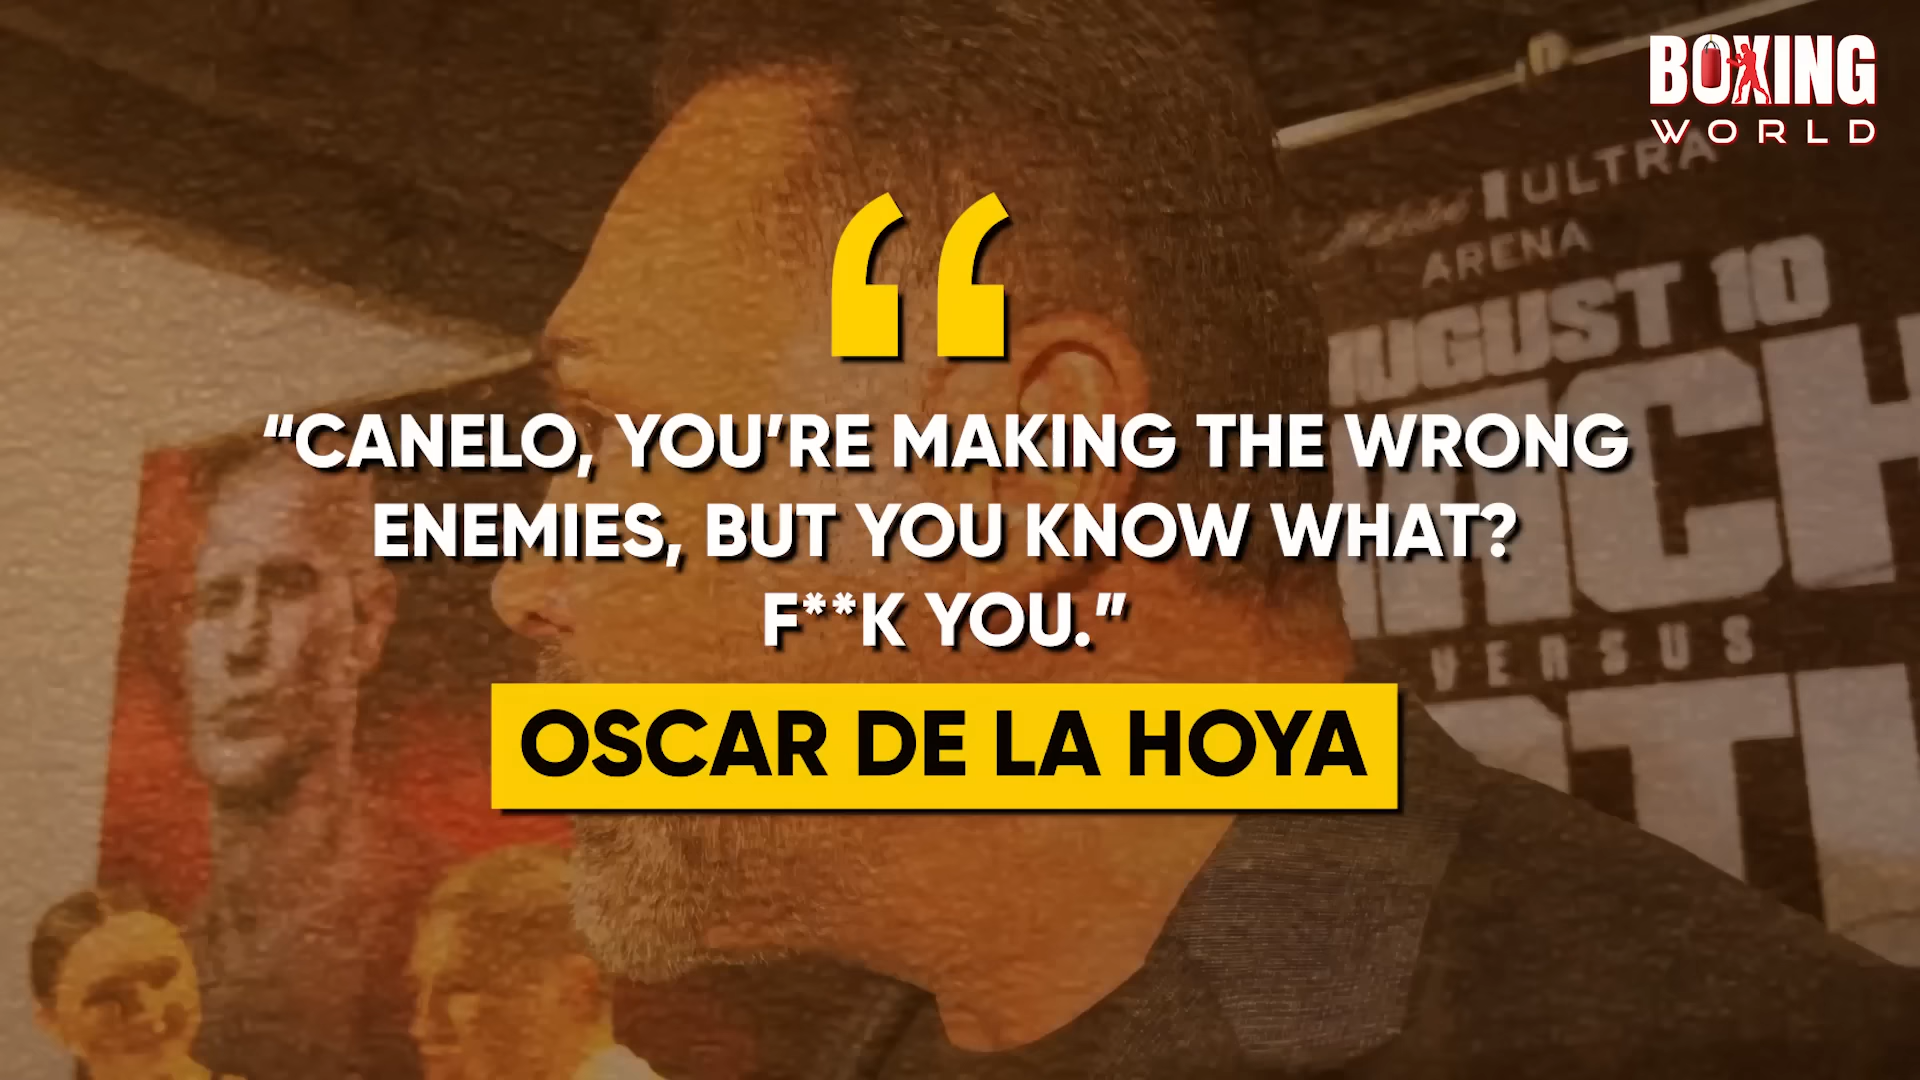 BOXING
WORLD
ULTRA
ARENA
AUGUST 10
VERSUS
“CANELO, YOU’RE MAKING THE WRONG
ENEMIES, BUT YOU KNOW WHAT?
F**K YOU.”
OSCAR DE LA HOYA